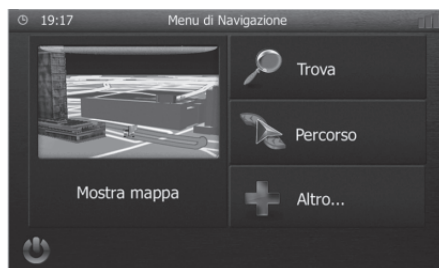 19:17 Menu di Navigazione
Trova
Percorso
Mostra mappa
Altro...